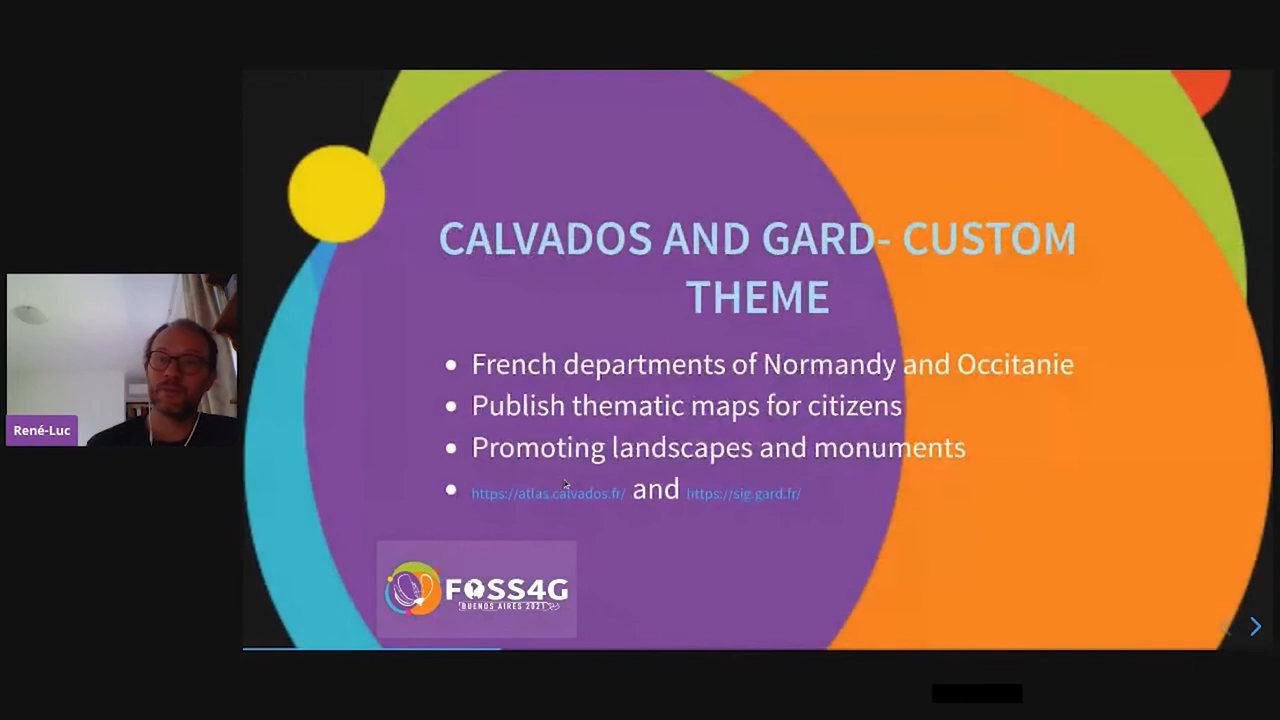 CALVADOS AND GARD- CUSTOM
THEME
French departments of Normandy and Occitanie
Publish thematic maps for citizens
Promoting landscapes and monuments
https://atlas.calvados.fr/ and https://sig.gard.fr/
René-Luc
FOSS4G
BUENOS AIRES 2021